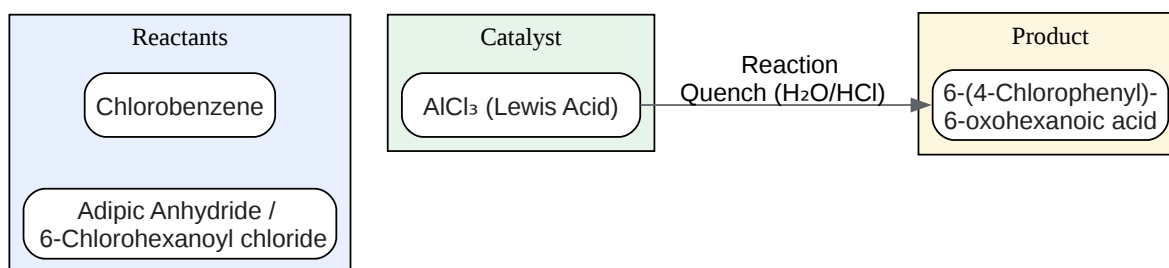 Reactants
Chlorobenzene
Adipic Anhydride /
6-Chlorohexanoyl chloride
Catalyst
AlCl₃ (Lewis Acid)
Reaction
Quench (H₂O/HCl)
Product
6-(4-Chlorophenyl)-
6-oxohexanoic acid